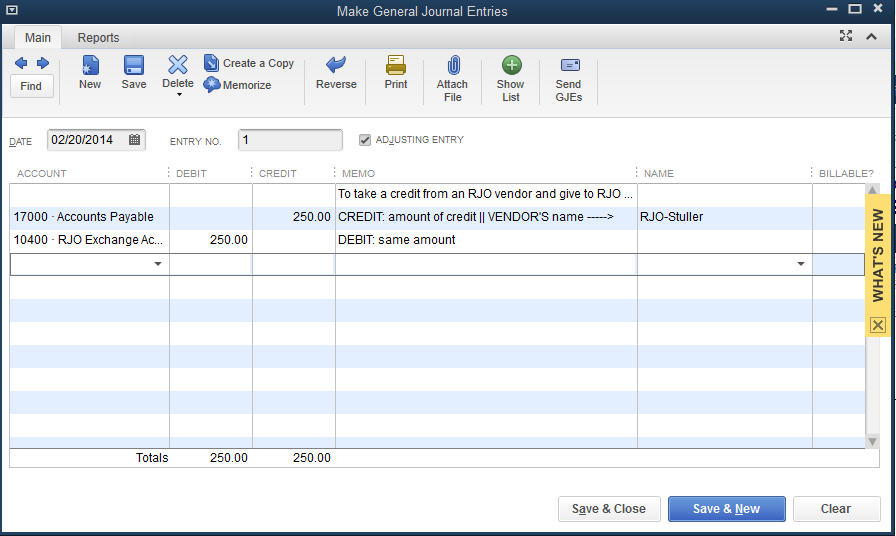 Make General Journal Entries
Main Reports
Find
New
Save
Delete
Create a Copy
Memorize
Reverse
Print
Attach
File
Show
List
Send
GJEs
DATE 02/20/2014 ENTRY NO. 1 ADJUSTING ENTRY
ACCOUNT DEBIT CREDIT MEMO NAME BILLABLE?
To take a credit from an RJO vendor and give to RJO ...
17000 · Accounts Payable 250.00 CREDIT: amount of credit || VENDOR'S name -----> RJO-Stuller
10400 · RJO Exchange Ac... 250.00 DEBIT: same amount
WHAT'S NEW
Totals 250.00 250.00
Save & Close Save & New Clear